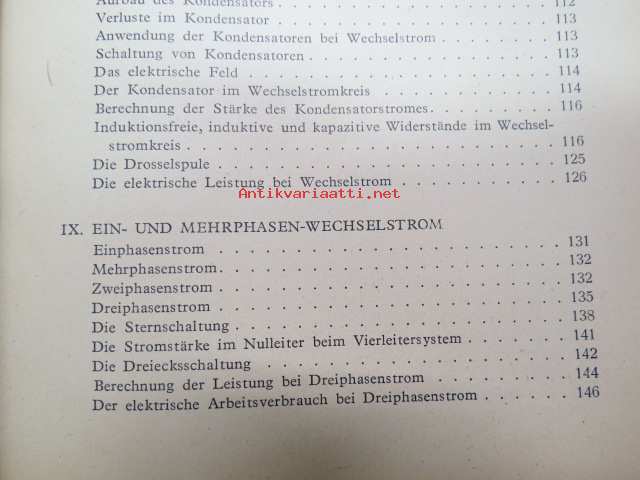 Aufbau des Kondensators . . . . . . . . . . . . 112
Verluste im Kondensator . . . . . . . . . . . . 113
Anwendung der Kondensatoren bei Wechselstrom . . . . . 113
Schaltung von Kondensatoren . . . . . . . . . . 113
Das elektrische Feld . . . . . . . . . . . . . 114
Der Kondensator im Wechselstromkreis . . . . . . . 114
Berechnung der Stärke des Kondensatorstromes . . . . . 116
Induktionsfreie, induktive und kapazitive Widerstände im Wechsel-
stromkreis . . . . . . . . . . . . . . . 116
Die Drosselspule . . . . . . . . . . . . . . 125
Die elektrische Leistung bei Wechselstrom . . . . . . 126
Antikvariaatti.net
IX. EIN- UND MEHRPHASEN-WECHSELSTROM
Einphasenstrom . . . . . . . . . . . . . . 131
Mehrphasenstrom . . . . . . . . . . . . . . 132
Zweiphasenstrom . . . . . . . . . . . . . . 132
Dreiphasenstrom . . . . . . . . . . . . . . 135
Die Sternschaltung . . . . . . . . . . . . . 138
Die Stromstärke im Nulleiter beim Vierleitersystem . . . . 141
Die Dreiecksschaltung . . . . . . . . . . . . 142
Berechnung der Leistung bei Dreiphasenstrom . . . . . 144
Der elektrische Arbeitsverbrauch bei Dreiphasenstrom . . . 146